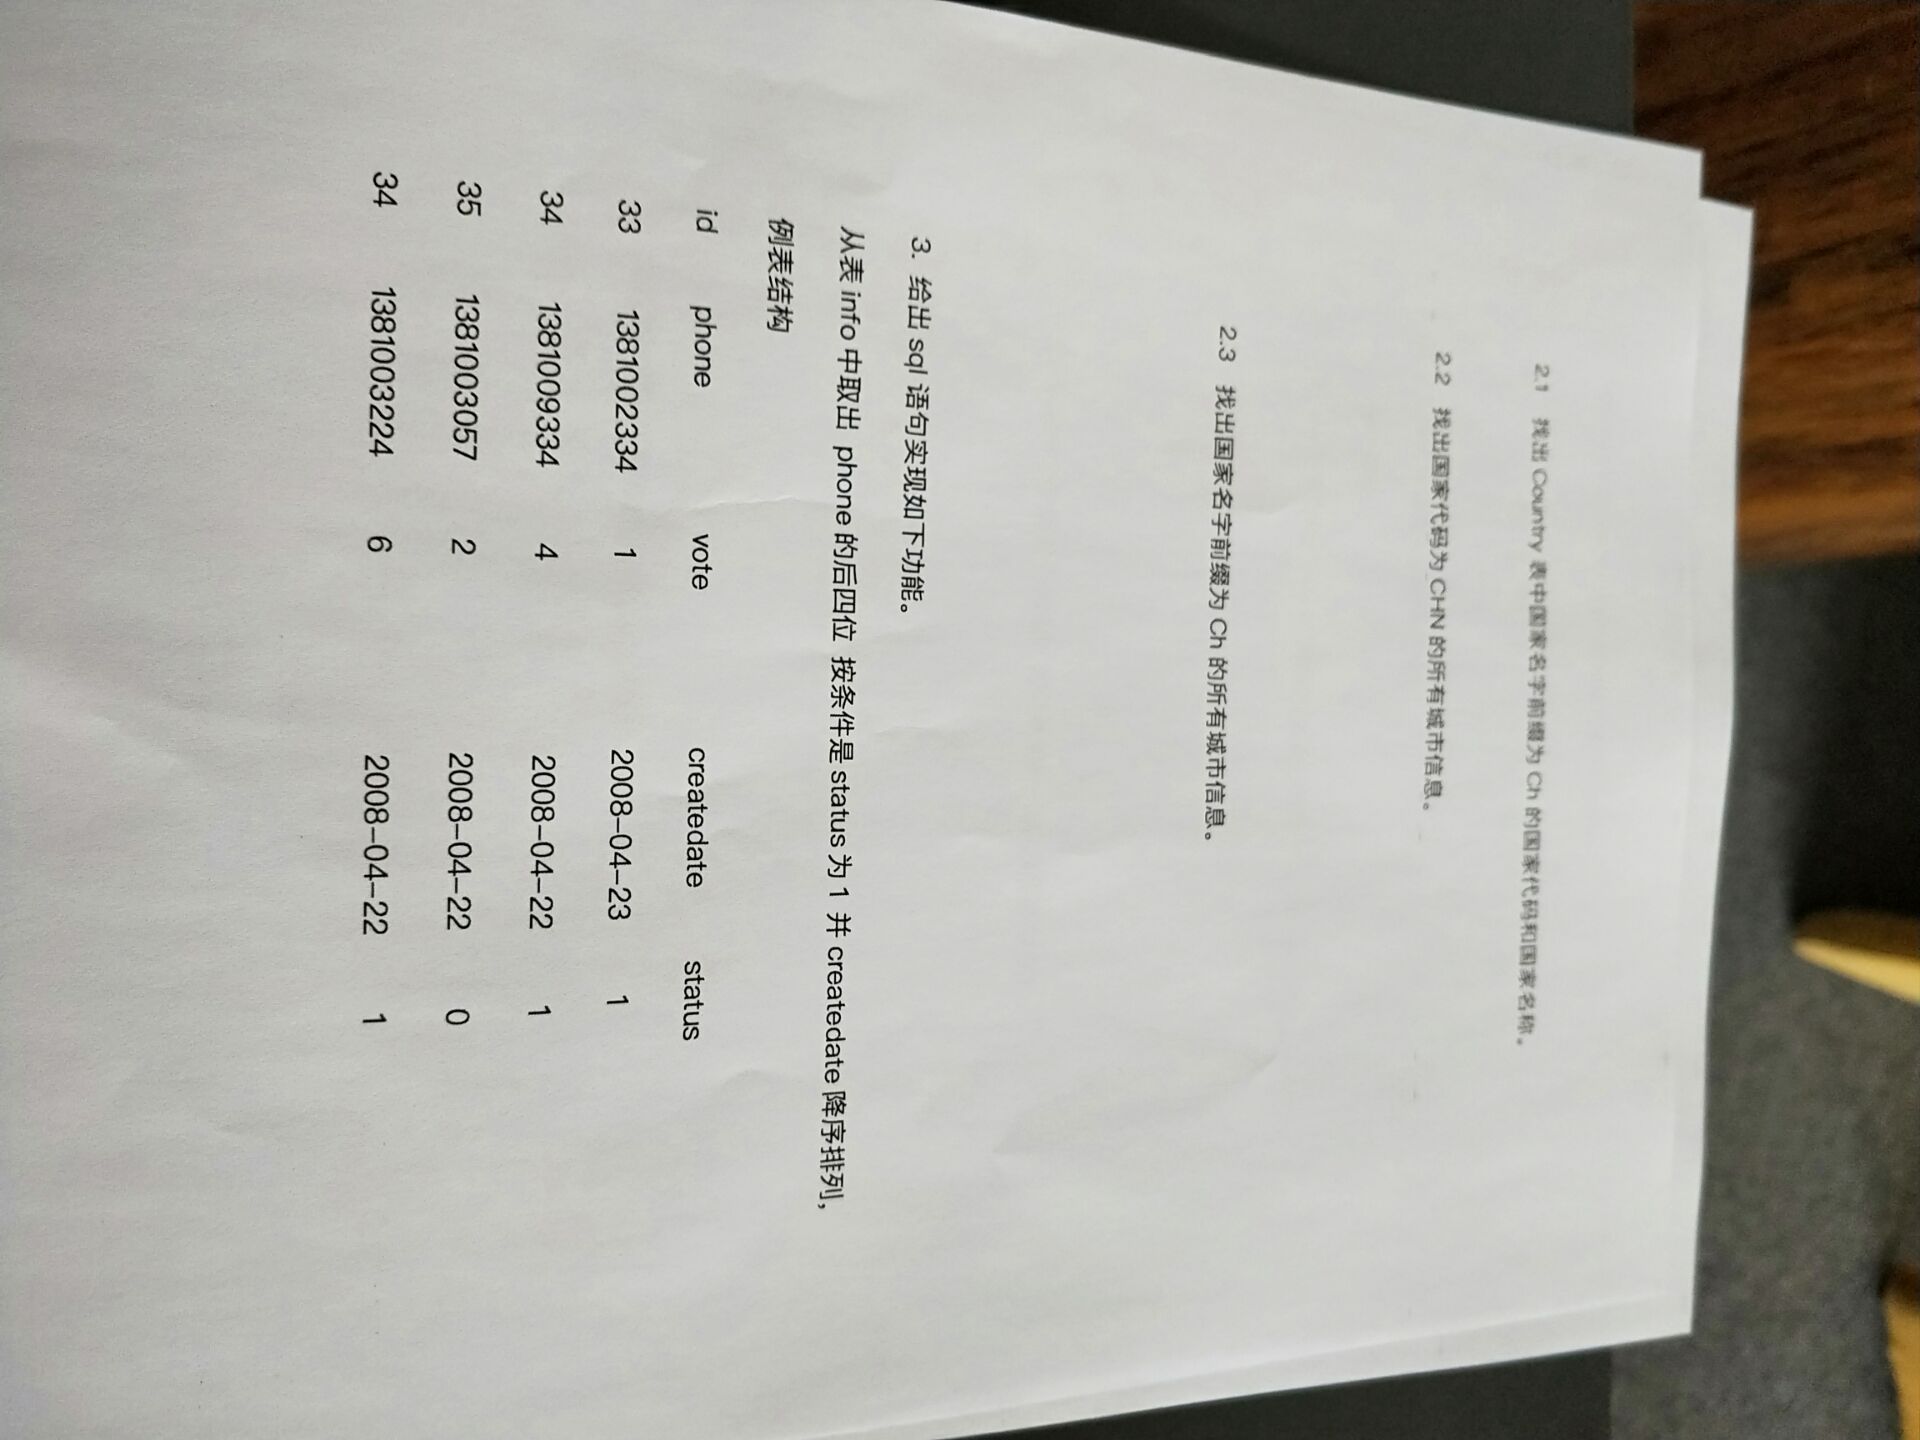 2.1 找出 Country 表中国家名字前缀为 Ch 的国家代码和国家名称。
2.2 找出国家代码为 CHN 的所有城市信息。
2.3 找出国家名字前缀为 Ch 的所有城市信息。
3. 给出 sql 语句实现如下功能。
从表 info 中取出 phone 的后四位 按条件是 status 为 1 并 createdate 降序排列,
例表结构
id phone vote createdate status
33 1381002334 1 2008-04-23 1
34 1381009334 4 2008-04-22 1
35 1381003057 2 2008-04-22 0
34 1381003224 6 2008-04-22 1